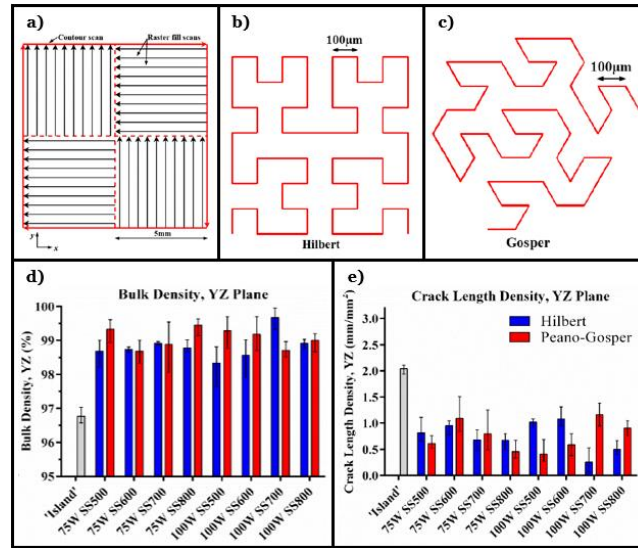 a)
Contour scan
Raster fill scans
y
x
5mm
b)
100μm
Hilbert
c)
100μm
Gosper
d)
Bulk Density, YZ Plane
Bulk Density, YZ (%)
100
99
98
97
96
95
'Island'
75W SS500
75W SS600
75W SS700
75W SS800
100W SS500
100W SS600
100W SS700
100W SS800
e)
Crack Length Density, YZ Plane
Hilbert
Peano-Gosper
Crack Length Density, YZ (mm/mm²)
3.0
2.5
2.0
1.5
1.0
0.5
0.0
'Island'
75W SS500
75W SS600
75W SS700
75W SS800
100W SS500
100W SS600
100W SS700
100W SS800